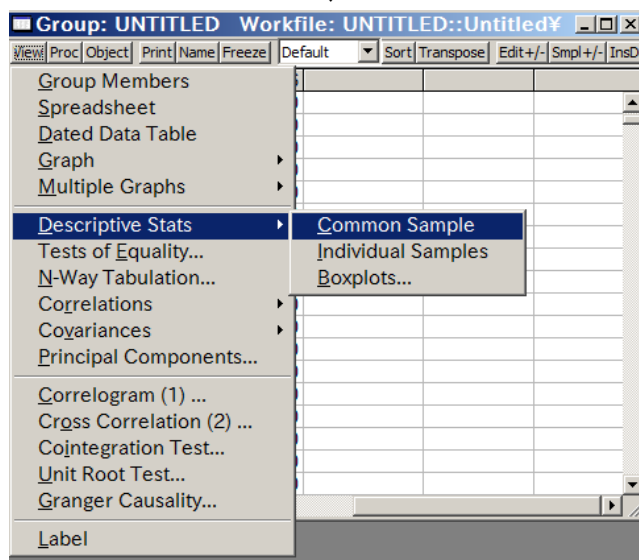 Group: UNTITLED Workfile: UNTITLED::Untitled¥
View Proc Object Print Name Freeze Default Sort Transpose Edit+/- Smpl+/- InsD
Group Members
Spreadsheet
Dated Data Table
Graph
Multiple Graphs
Descriptive Stats
Common Sample
Tests of Equality...
Individual Samples
N-Way Tabulation...
Boxplots...
Correlations
Covariances
Principal Components...
Correlogram (1) ...
Cross Correlation (2) ...
Cointegration Test...
Unit Root Test...
Granger Causality...
Label